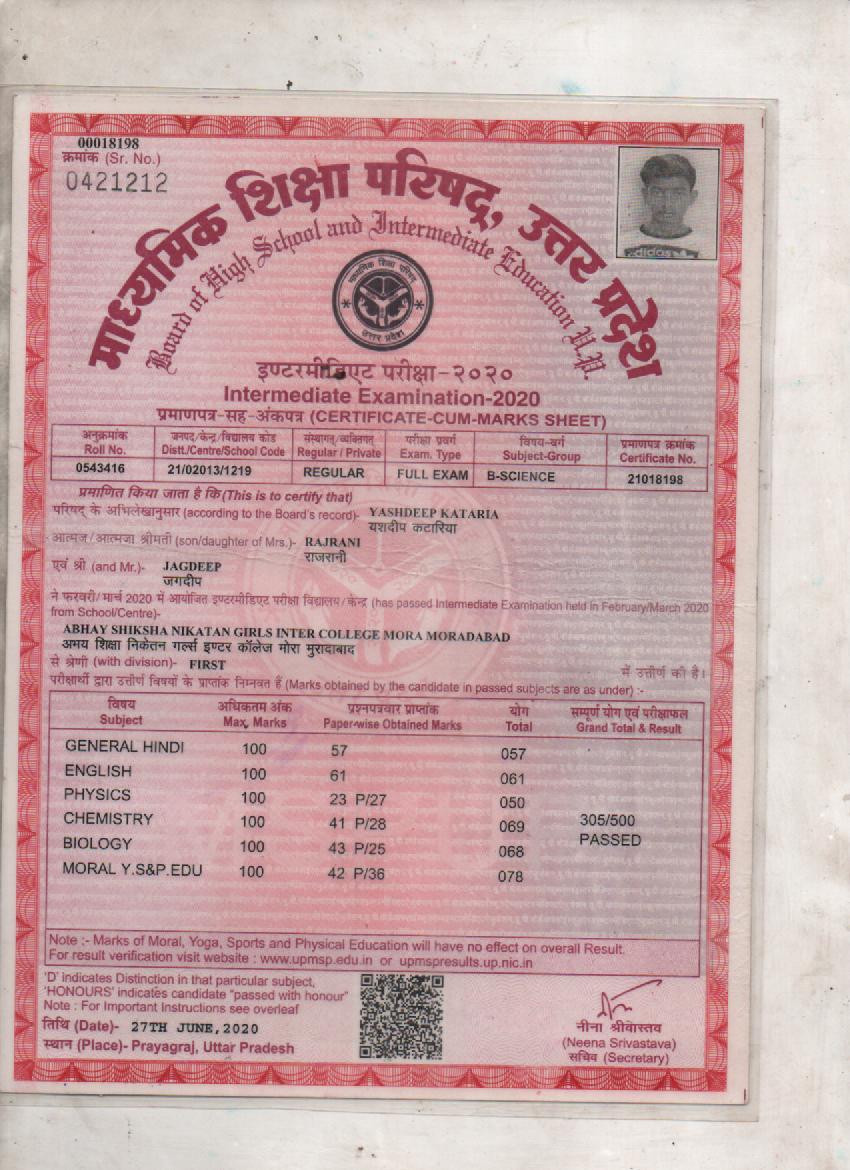 00018198
क्रमांक (Sr. No.)
0421212
माध्यमिक शिक्षा परिषद्, उत्तर प्रदेश
Board of High School and Intermediate Education U.P.
माध्यमिक शिक्षा परिषद्
उत्तर प्रदेश
adidas
इण्टरमीडिएट परीक्षा-२०२०
Intermediate Examination-2020
प्रमाणपत्र-सह-अंकपत्र (CERTIFICATE-CUM-MARKS SHEET)
अनुक्रमांक जनपद/केन्द्र/विद्यालय कोड संस्थागत/व्यक्तिगत परीक्षा प्रवर्ग विषय-वर्ग प्रमाणपत्र क्रमांक
Roll No. Distt./Centre/School Code Regular / Private Exam. Type Subject-Group Certificate No.
0543416 21/02013/1219 REGULAR FULL EXAM B-SCIENCE 21018198
प्रमाणित किया जाता है कि (This is to certify that)
परिषद के अभिलेखानुसार (according to the Board's record)- YASHDEEP KATARIA
यशदीप कटारिया
आत्मज/आत्मजा श्रीमती (son/daughter of Mrs.)- RAJRANI
राजरानी
एवं श्री (and Mr.)- JAGDEEP
जगदीप
ने फरवरी/मार्च 2020 में आयोजित इण्टरमीडिएट परीक्षा विद्यालय/केन्द्र (has passed Intermediate Examination held in February/March 2020
from School/Centre)-
ABHAY SHIKSHA NIKATAN GIRLS INTER COLLEGE MORA MORADABAD
अभय शिक्षा निकेतन गर्ल्स इण्टर कॉलेज मोरा मुरादाबाद
से श्रेणी (with division)- FIRST में उत्तीर्ण की है।
परीक्षार्थी द्वारा उत्तीर्ण विषयों के प्राप्तांक निम्नवत हैं (Marks obtained by the candidate in passed subjects are as under) :-
विषय अधिकतम अंक प्रश्नपत्रवार प्राप्तांक योग सम्पूर्ण योग एवं परीक्षाफल
Subject Max. Marks Paper-wise Obtained Marks Total Grand Total & Result
GENERAL HINDI 100 57 057
ENGLISH 100 61 061
PHYSICS 100 23 P/27 050
CHEMISTRY 100 41 P/28 069 305/500
BIOLOGY 100 43 P/25 068 PASSED
MORAL Y.S&P.EDU 100 42 P/36 078
Note :- Marks of Moral, Yoga, Sports and Physical Education will have no effect on overall Result.
For result verification visit website : www.upmsp.edu.in or upmspresults.up.nic.in
'D' indicates Distinction in that particular subject,
'HONOURS' indicates candidate "passed with honour"
Note : For Important Instructions see overleaf
तिथि (Date)- 27TH JUNE,2020
स्थान (Place)- Prayagraj, Uttar Pradesh
नीना श्रीवास्तव
(Neena Srivastava)
सचिव (Secretary)